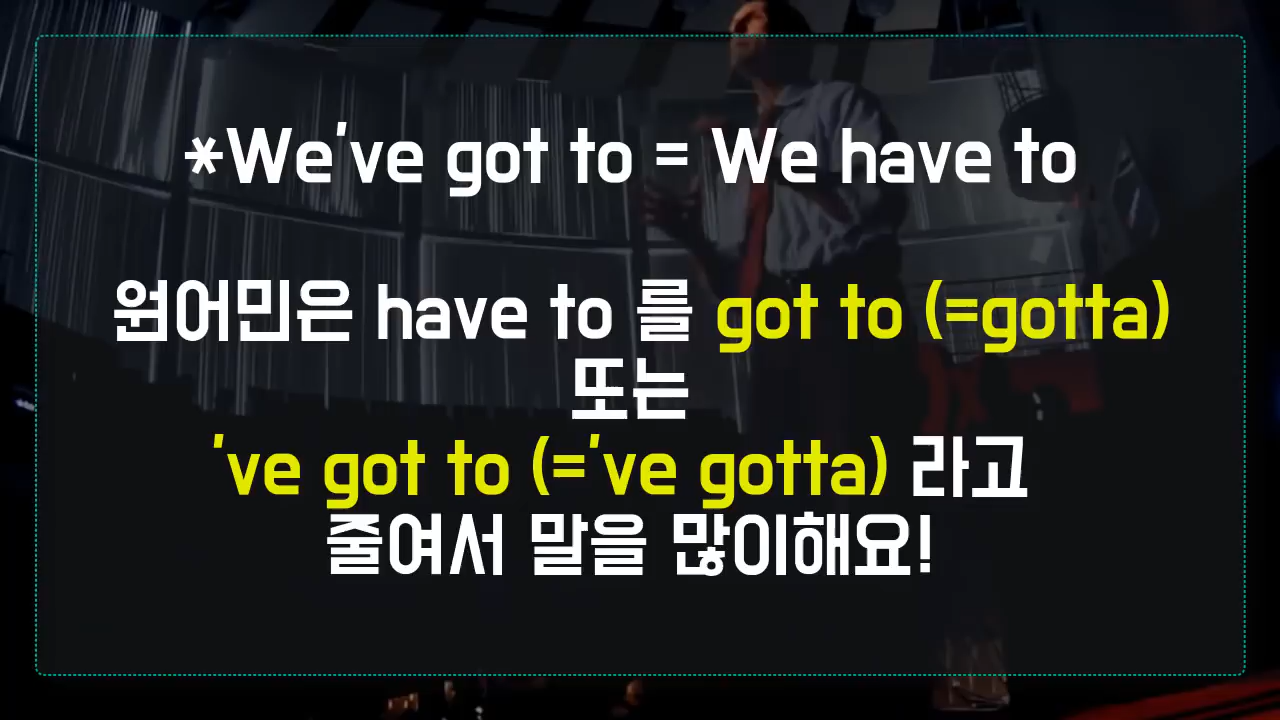 *We've got to = We have to
원어민은 have to 를 got to (=gotta)
또는
've got to (='ve gotta) 라고
줄여서 말을 많이해요!